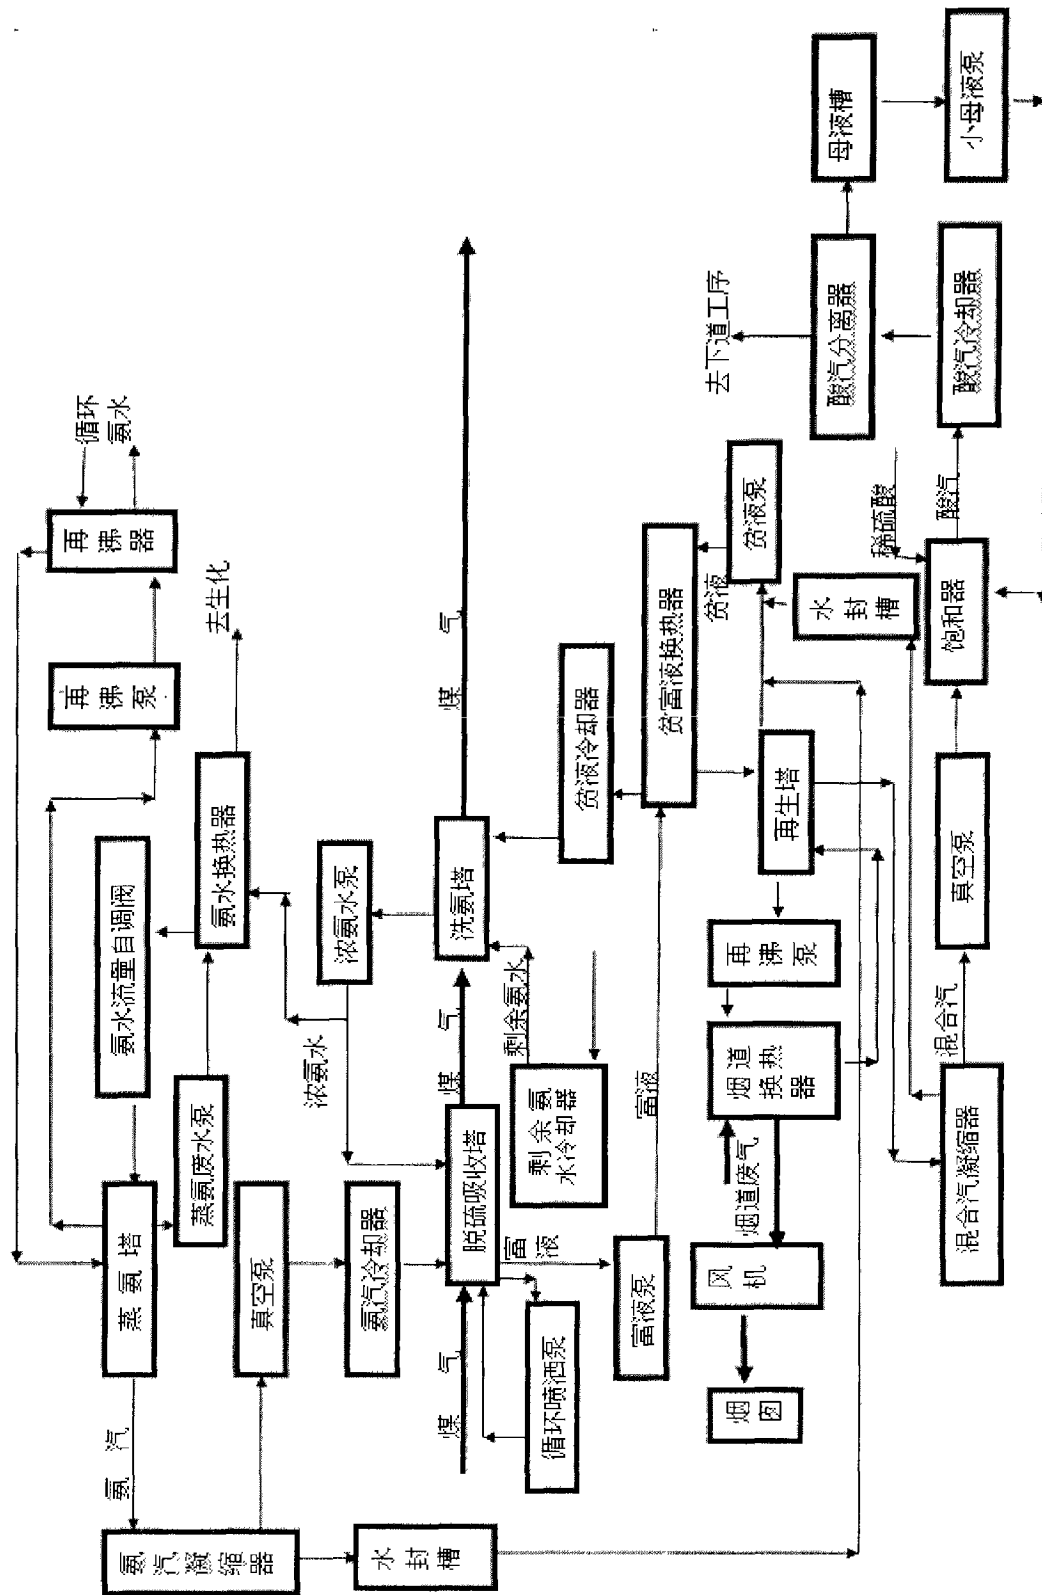 循环
氨水
再沸器
再沸泵
去生化
氨水换热器
氨水流量自调阀
蒸氨废水泵
蒸氨塔
氨汽
氨汽凝缩器
水封槽
真空泵
氨汽冷却器
浓氨水泵
浓氨水
煤气
洗氨塔
煤气
脱硫吸收塔
煤气
剩余氨水
剩余氨
水冷却器
富液
循环喷洒泵
富液泵
富液
贫液冷却器
贫富液换热器
贫液
贫液泵
再生塔
再沸泵
烟道
换热
器
烟道废气
风机
烟囱
水封槽
去下道工序
酸汽分离器
母液槽
小母液泵
酸汽冷却器
酸汽
稀硫酸
饱和器
真空泵
混合汽
混合汽凝缩器